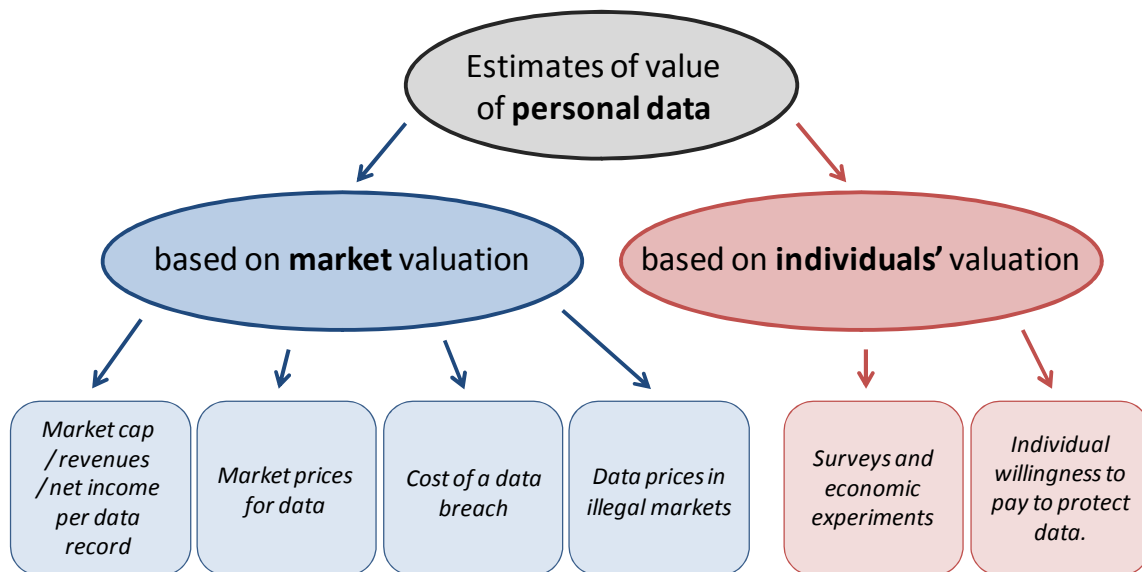 Estimates of value
of personal data
based on market valuation
based on individuals' valuation
Market cap
/ revenues
/ net income
per data
record
Market prices
for data
Cost of a data
breach
Data prices in
illegal markets
Surveys and
economic
experiments
Individual
willingness to
pay to protect
data.